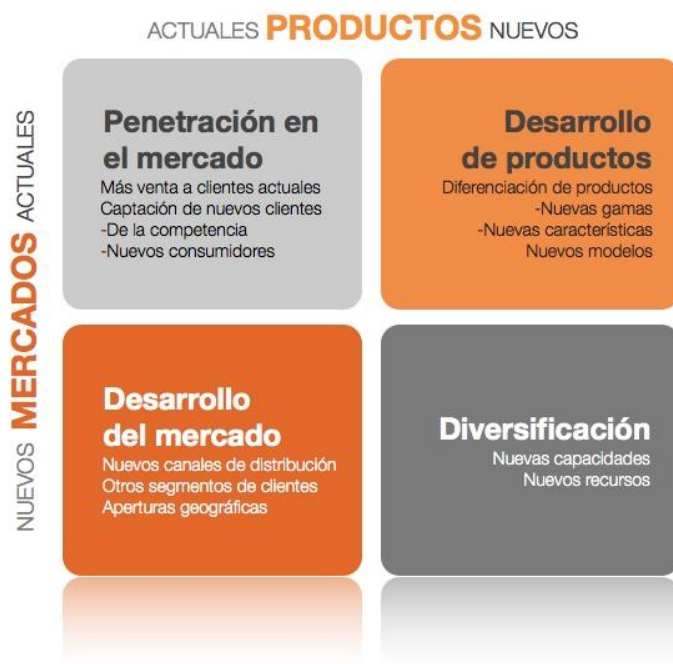 ACTUALES PRODUCTOS NUEVOS
NUEVOS MERCADOS ACTUALES
Penetración en
el mercado
Más venta a clientes actuales
Captación de nuevos clientes
-De la competencia
-Nuevos consumidores
Desarrollo
de productos
Diferenciación de productos
-Nuevas gamas
-Nuevas características
Nuevos modelos
Desarrollo
del mercado
Nuevos canales de distribución
Otros segmentos de clientes
Aperturas geográficas
Diversificación
Nuevas capacidades
Nuevos recursos